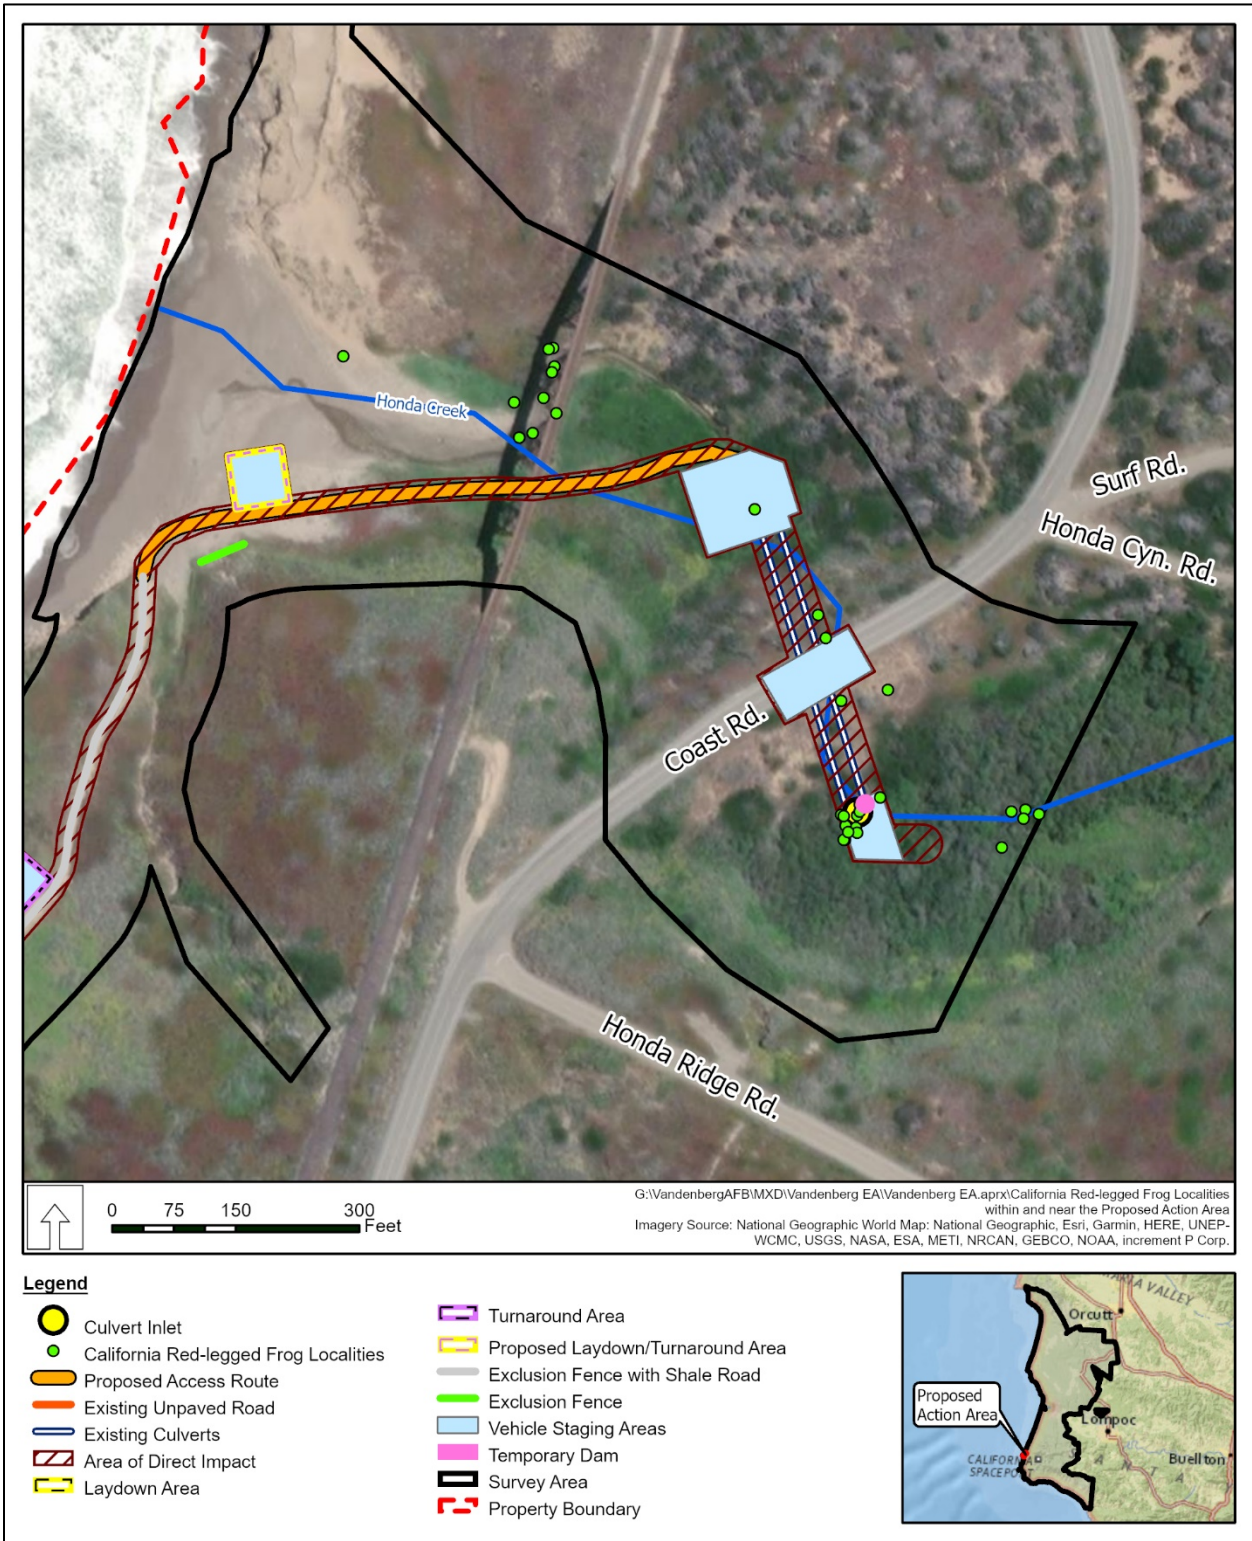 Honda Creek
Surf Rd.
Honda Cyn. Rd.
Coast Rd.
Honda Ridge Rd.
0 75 150 300
Feet
G:\VandenbergAFB\MXD\Vandenberg EA\Vandenberg EA.aprx\California Red-legged Frog Localities
within and near the Proposed Action Area
Imagery Source: National Geographic World Map: National Geographic, Esri, Garmin, HERE, UNEP-
WCMC, USGS, NASA, ESA, METI, NRCAN, GEBCO, NOAA, increment P Corp.
Legend
Culvert Inlet
California Red-legged Frog Localities
Proposed Access Route
Existing Unpaved Road
Existing Culverts
Area of Direct Impact
Laydown Area
Turnaround Area
Proposed Laydown/Turnaround Area
Exclusion Fence with Shale Road
Exclusion Fence
Vehicle Staging Areas
Temporary Dam
Survey Area
Property Boundary
VALLEY
Orcutt
Proposed
Action Area
Lompoc
CALIFORNIA
SPACEPORT
SANTA
Buellton